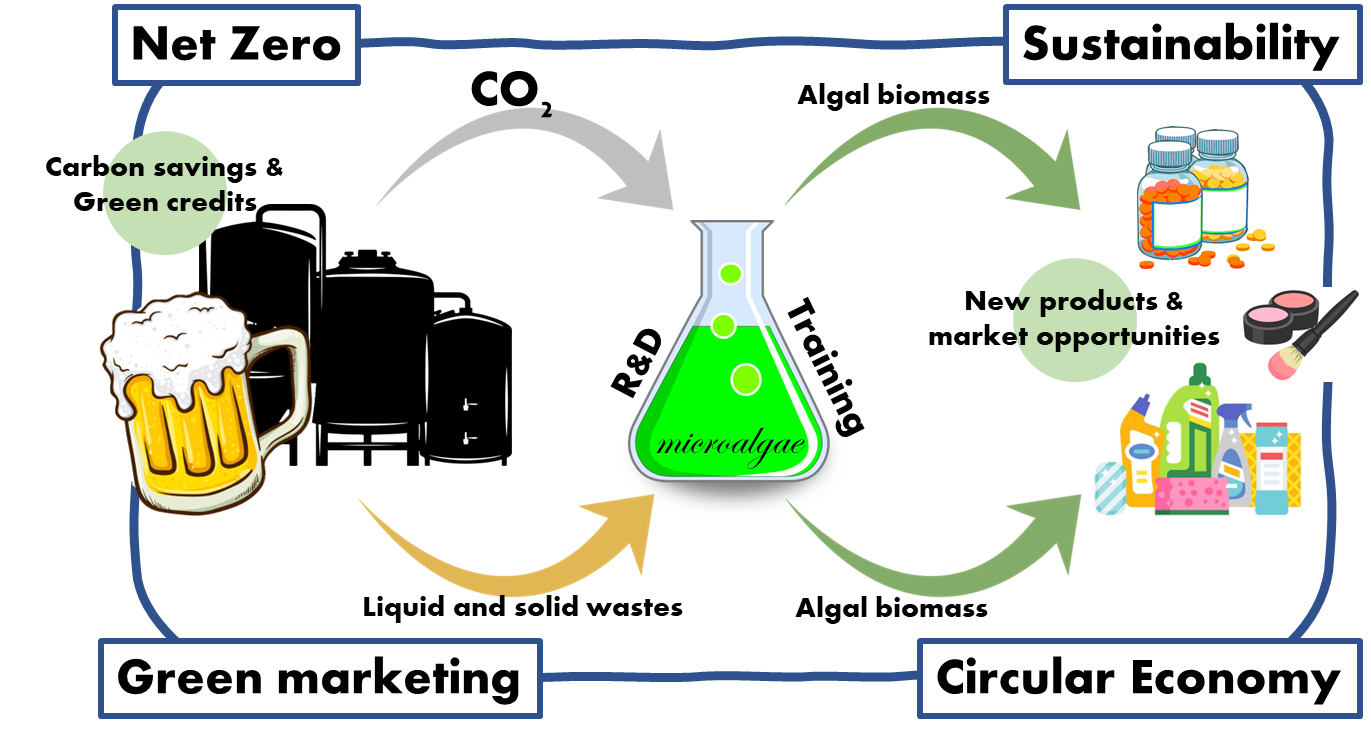 Net Zero
Sustainability
CO₂
Algal biomass
Carbon savings &
Green credits
R&D
Training
microalgae
New products &
market opportunities
Liquid and solid wastes
Algal biomass
Green marketing
Circular Economy